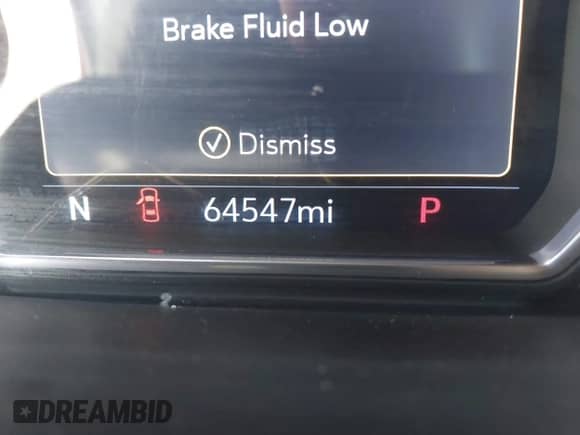 Brake Fluid Low
Dismiss
N 64547mi P
DREAMBID